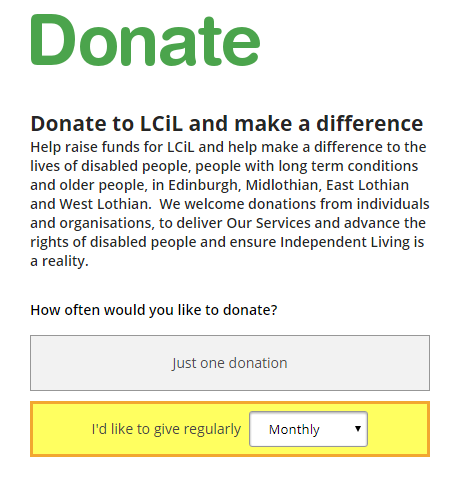 Donate
Donate to LCiL and make a difference
Help raise funds for LCiL and help make a difference to the
lives of disabled people, people with long term conditions
and older people, in Edinburgh, Midlothian, East Lothian
and West Lothian.  We welcome donations from individuals
and organisations, to deliver Our Services and advance the
rights of disabled people and ensure Independent Living is
a reality.
How often would you like to donate?
Just one donation
I'd like to give regularly Monthly